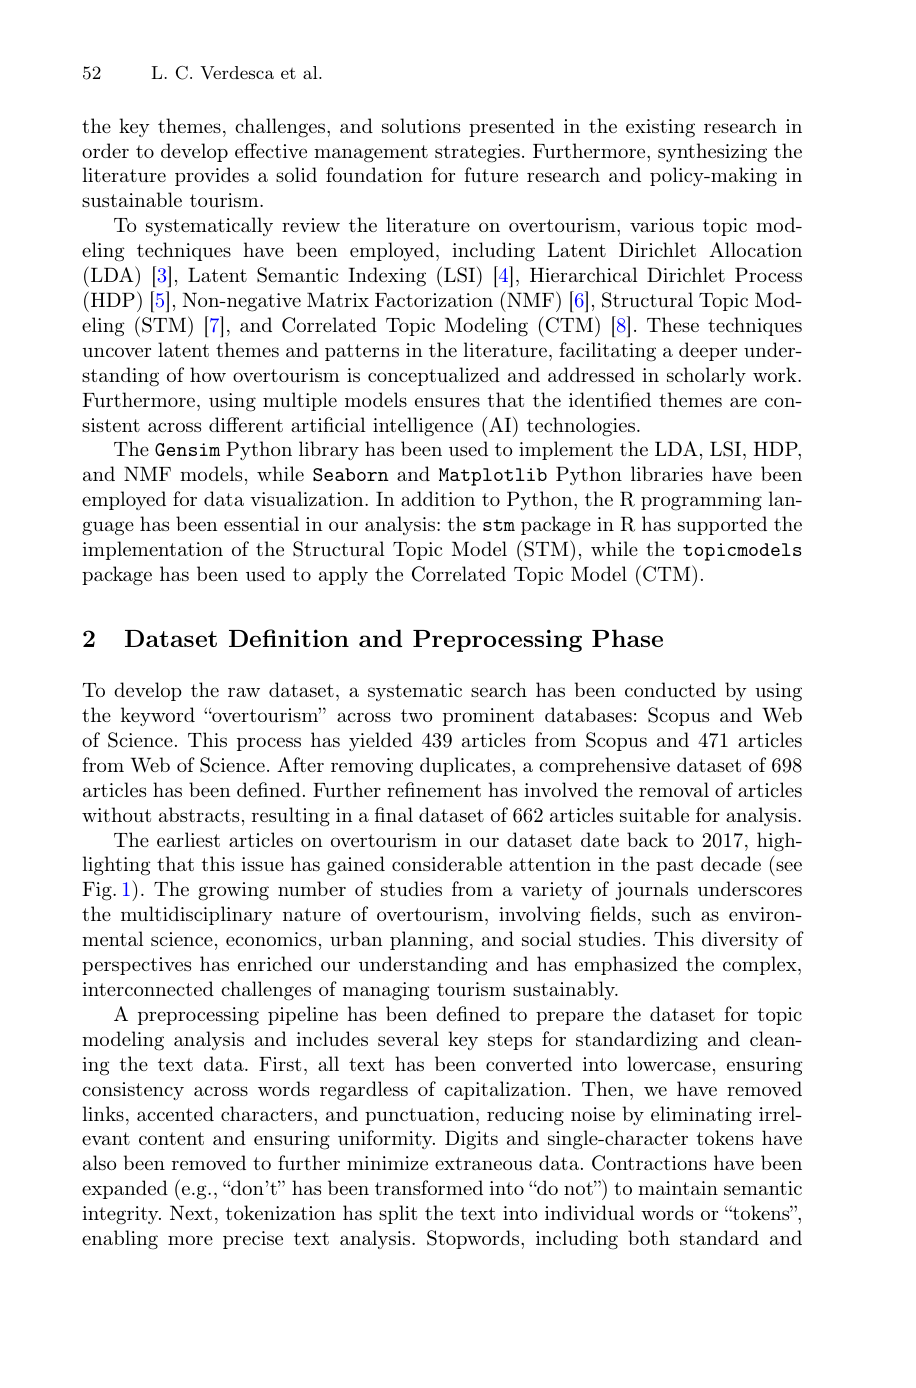 52 L. C. Verdesca et al.
the key themes, challenges, and solutions presented in the existing research in
order to develop effective management strategies. Furthermore, synthesizing the
literature provides a solid foundation for future research and policy-making in
sustainable tourism.
To systematically review the literature on overtourism, various topic mod-
eling techniques have been employed, including Latent Dirichlet Allocation
(LDA) [3], Latent Semantic Indexing (LSI) [4], Hierarchical Dirichlet Process
(HDP) [5], Non-negative Matrix Factorization (NMF) [6], Structural Topic Mod-
eling (STM) [7], and Correlated Topic Modeling (CTM) [8]. These techniques
uncover latent themes and patterns in the literature, facilitating a deeper under-
standing of how overtourism is conceptualized and addressed in scholarly work.
Furthermore, using multiple models ensures that the identified themes are con-
sistent across different artificial intelligence (AI) technologies.
The Gensim Python library has been used to implement the LDA, LSI, HDP,
and NMF models, while Seaborn and Matplotlib Python libraries have been
employed for data visualization. In addition to Python, the R programming lan-
guage has been essential in our analysis: the stm package in R has supported the
implementation of the Structural Topic Model (STM), while the topicmodels
package has been used to apply the Correlated Topic Model (CTM).
2 Dataset Definition and Preprocessing Phase
To develop the raw dataset, a systematic search has been conducted by using
the keyword “overtourism” across two prominent databases: Scopus and Web
of Science. This process has yielded 439 articles from Scopus and 471 articles
from Web of Science. After removing duplicates, a comprehensive dataset of 698
articles has been defined. Further refinement has involved the removal of articles
without abstracts, resulting in a final dataset of 662 articles suitable for analysis.
The earliest articles on overtourism in our dataset date back to 2017, high-
lighting that this issue has gained considerable attention in the past decade (see
Fig. 1). The growing number of studies from a variety of journals underscores
the multidisciplinary nature of overtourism, involving fields, such as environ-
mental science, economics, urban planning, and social studies. This diversity of
perspectives has enriched our understanding and has emphasized the complex,
interconnected challenges of managing tourism sustainably.
A preprocessing pipeline has been defined to prepare the dataset for topic
modeling analysis and includes several key steps for standardizing and clean-
ing the text data. First, all text has been converted into lowercase, ensuring
consistency across words regardless of capitalization. Then, we have removed
links, accented characters, and punctuation, reducing noise by eliminating irrel-
evant content and ensuring uniformity. Digits and single-character tokens have
also been removed to further minimize extraneous data. Contractions have been
expanded (e.g., “don’t” has been transformed into “do not”) to maintain semantic
integrity. Next, tokenization has split the text into individual words or “tokens”,
enabling more precise text analysis. Stopwords, including both standard and